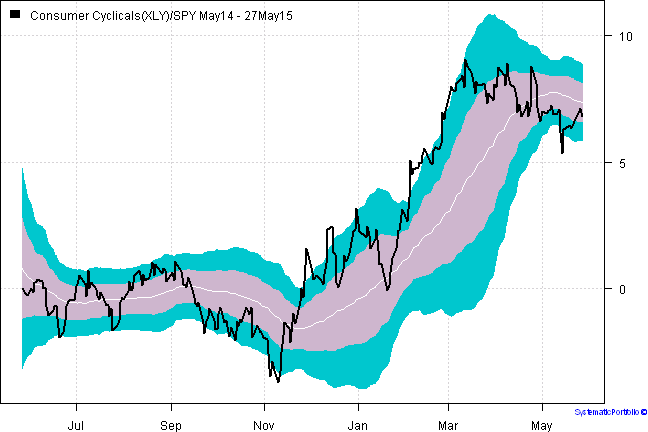 Consumer Cyclicals(XLY)/SPY May14 - 27May15
10
5
0
Jul Sep Nov Jan Mar May
SystematicPortfolio ©